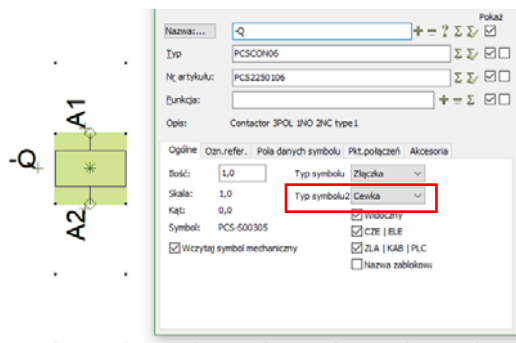 Pokaż
Nazwa:... -Q + - ? Σ Σ
Typ PCSCON06 Σ Σ
Nr artykułu: PCS2250106 Σ Σ
Funkcja: + = Σ
Opis: Contactor 3POL 1NO 2NC type1
Ogólne Ozn.refer. Pola danych symbolu Pkt.połączeń Akcesoria
Ilość: 1,0 Typ symbolu Złączka
Skala: 1,0 Typ symbolu2 Cewka
Kąt: 0,0 Widoczny
Symbol: PCS-S00305 CZE | ELE
Wczytaj symbol mechaniczny ZLA | KAB | PLC
Nazwa zablokowa
A1
-Q
A2